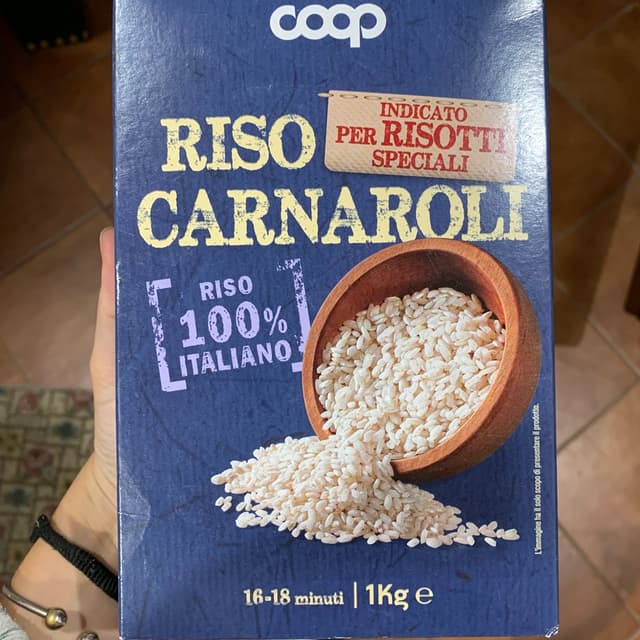 coop
INDICATO
PER RISOTTI
SPECIALI
RISO
CARNAROLI
RISO
100%
ITALIANO
L'immagine ha il solo scopo di presentare il prodotto.
16-18 minuti | 1Kg e